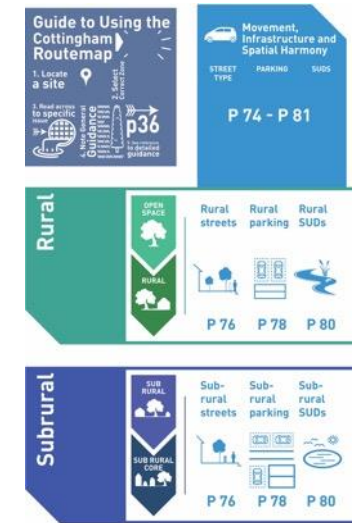 Guide to Using the
Cottingham
Routemap
1. Locate
a site
2. Select
Correct Zone
3. Read across
to specific
issue
4. Note General
Guidance
p36
to detailed
guidance
Movement,
Infrastructure and
Spatial Harmony
STREET
TYPE
PARKING
SUDS
P 74 - P 81
Rural
OPEN
SPACE
RURAL
Rural
streets
Rural
parking
Rural
SUDs
P 76
P 78
P 80
Subrural
SUB
RURAL
SUB RURAL
CORE
Sub-
rural
streets
Sub-
rural
parking
Sub-
rural
SUDs
P 76
P 78
P 80